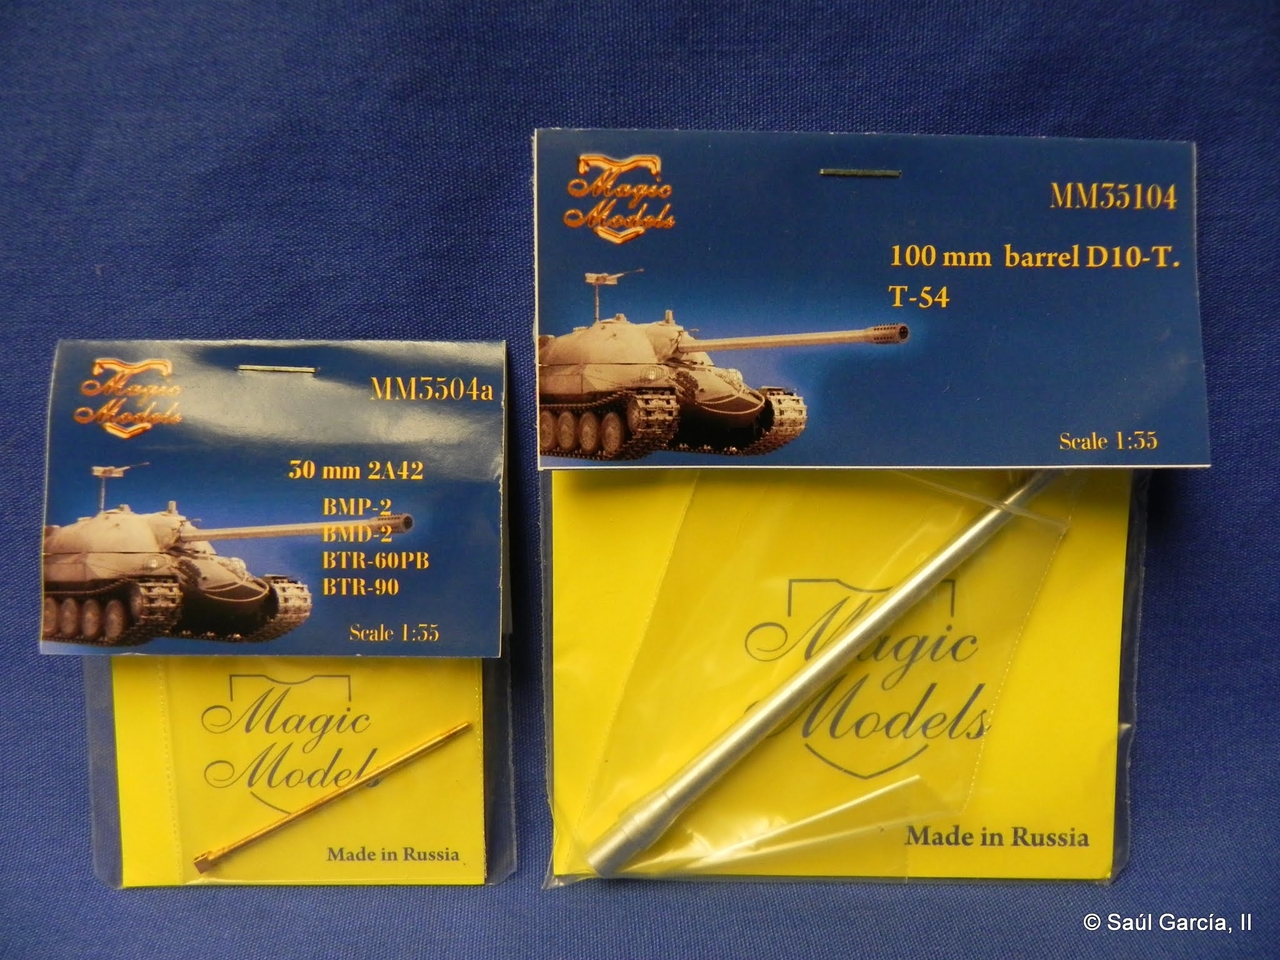 Magic
Models
MM3504a
30 mm 2A42
BMP-2
BMD-2
BTR-60PB
BTR-90
Scale 1:35
Magic
Models
Made in Russia
Magic
Models
MM35104
100 mm barrel D10-T.
T-54
Scale 1:35
Magic
Models
Made in Russia
© Saúl García, II